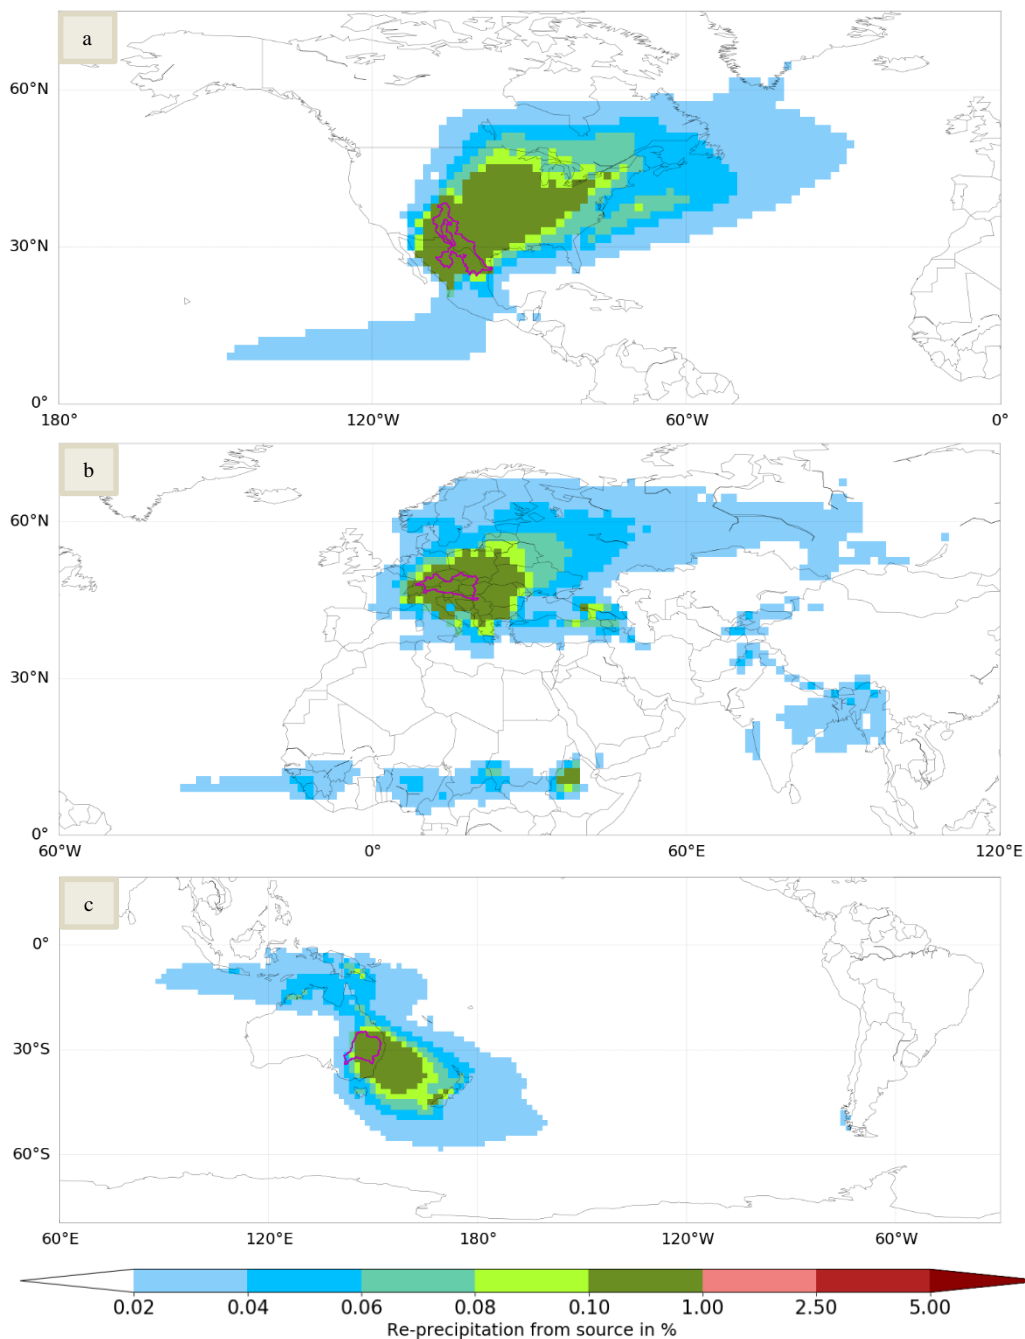 a
60°N
30°N
0°
180° 120°W 60°W 0°
b
60°N
30°N
0°
60°W 0° 60°E 120°E
c
0°
30°S
60°S
60°E 120°E 180° 120°W 60°W
0.02 0.04 0.06 0.08 0.10 1.00 2.50 5.00
Re-precipitation from source in %